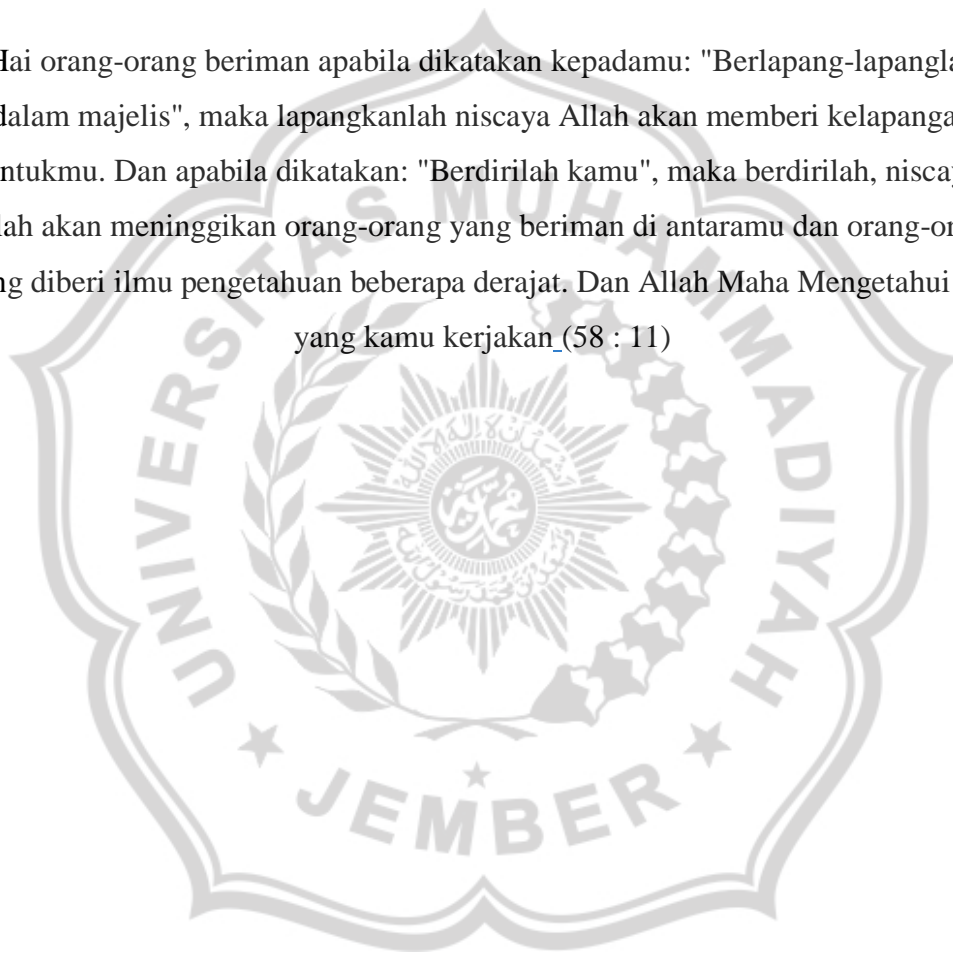 Hai orang-orang beriman apabila dikatakan kepadamu: "Berlapang-lapangla
dalam majelis", maka lapangkanlah niscaya Allah akan memberi kelapanga
ntukmu. Dan apabila dikatakan: "Berdirilah kamu", maka berdirilah, niscay
lah akan meninggikan orang-orang yang beriman di antaramu dan orang-or
ng diberi ilmu pengetahuan beberapa derajat. Dan Allah Maha Mengetahui
yang kamu kerjakan (58 : 11)
UNIVERSITAS MUHAMMADIYAH
JEMBER